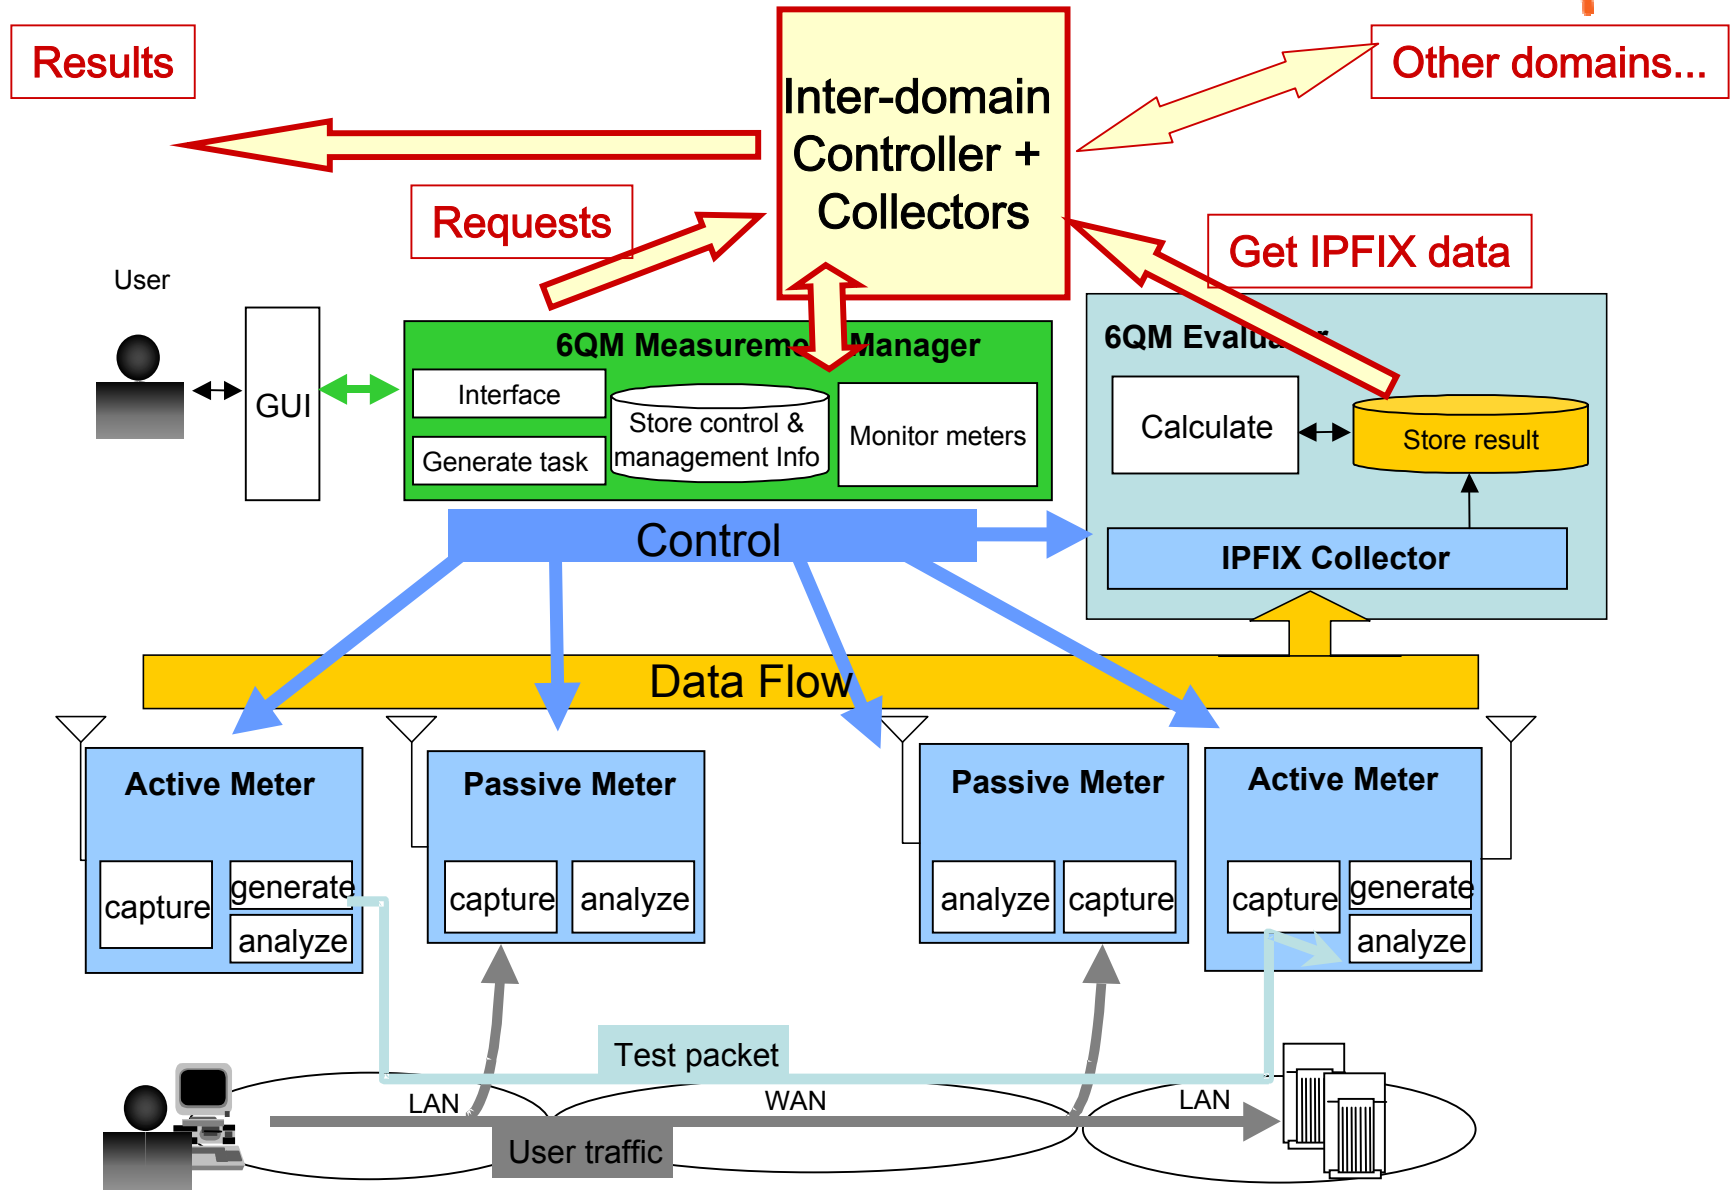 Results
Other domains...
Inter-domain
Controller +
Collectors
Requests
Get IPFIX data
User
GUI
6QM Measureme Manager
Interface
Generate task
Store control &
management Info
Monitor meters
6QM Evaluator
Calculate
Store result
IPFIX Collector
Control
Data Flow
Active Meter
capture
generate
analyze
Passive Meter
capture
analyze
Passive Meter
analyze
capture
Active Meter
capture
generate
analyze
Test packet
LAN
WAN
LAN
User traffic